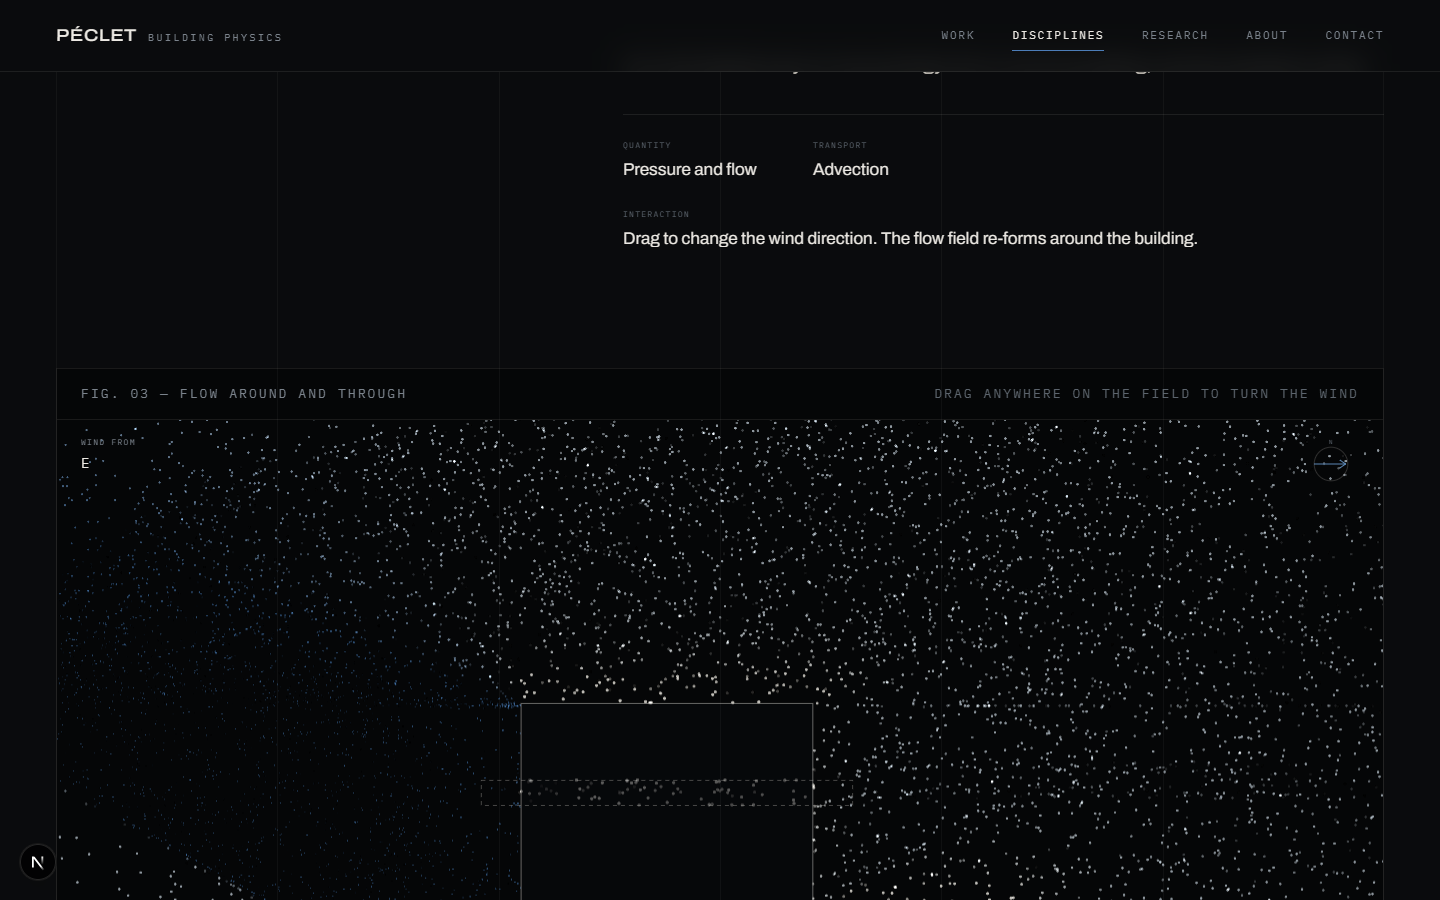 PÉCLET BUILDING PHYSICS
WORK DISCIPLINES RESEARCH ABOUT CONTACT
QUANTITY TRANSPORT
Pressure and flow Advection
INTERACTION
Drag to change the wind direction. The flow field re-forms around the building.
FIG. 03 — FLOW AROUND AND THROUGH DRAG ANYWHERE ON THE FIELD TO TURN THE WIND
WIND FROM N
E
N